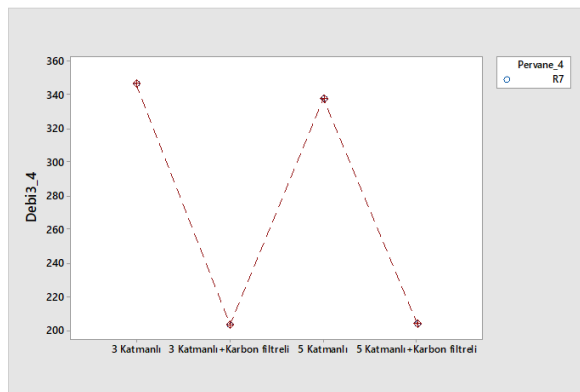 Pervane_4
R7
Debi3_4
360
340
320
300
280
260
240
220
200
3 Katmanlı
3 Katmanlı+Karbon filtreli
5 Katmanlı
5 Katmanlı+Karbon filtreli